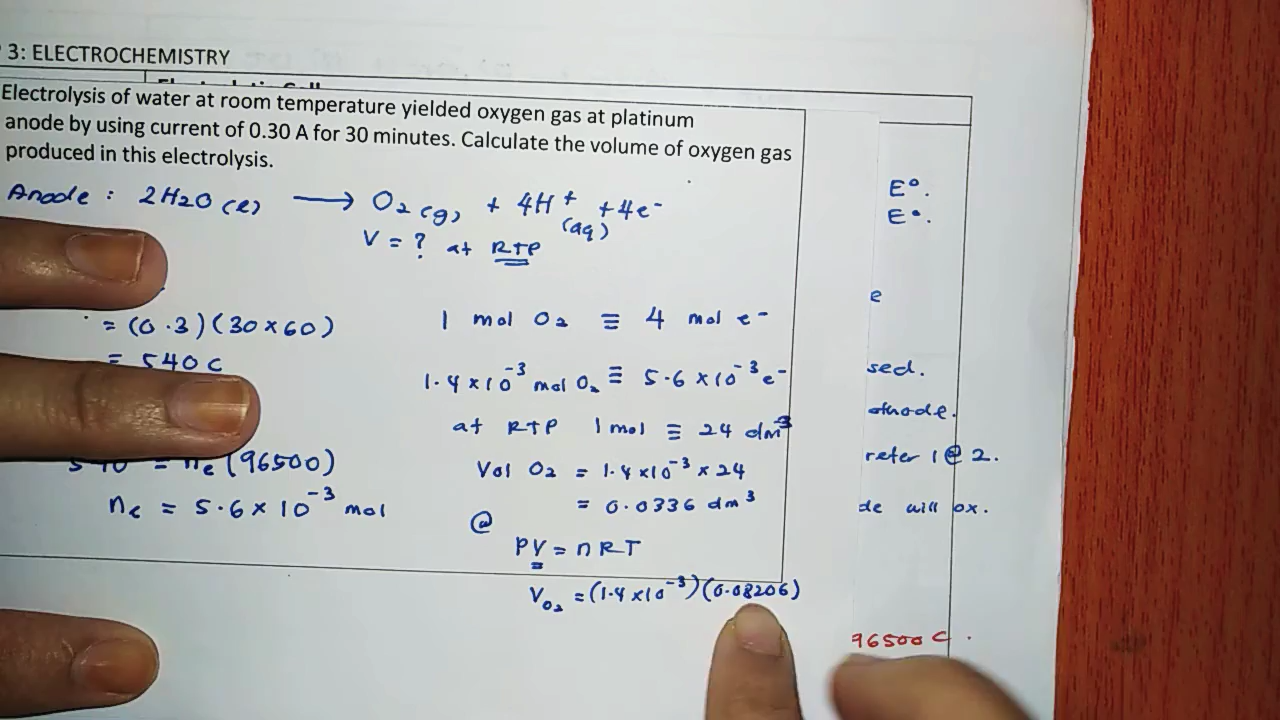 3: ELECTROCHEMISTRY
Electrolysis of water at room temperature yielded oxygen gas at platinum
anode by using current of 0.30 A for 30 minutes. Calculate the volume of oxygen gas
produced in this electrolysis.
Anode : 2H2O (l) ⟶ O2 (g) + 4H+ (aq) + 4e-
V = ? at RTP
= (0.3)(30×60)
= 540 C
540 = ne (96500)
ne = 5.6 × 10^-3 mol
1 mol O2 ≡ 4 mol e-
1.4 × 10^-3 mol O2 ≡ 5.6 × 10^-3 e-
at RTP 1 mol ≡ 24 dm^3
Vol O2 = 1.4 × 10^-3 × 24
= 0.0336 dm^3
@
PV = nRT
VO2 = (1.4 × 10^-3)(0.08206)
E°.
E°.
e
sed.
athode.
refer 1 @ 2.
de will ox.
96500 C.